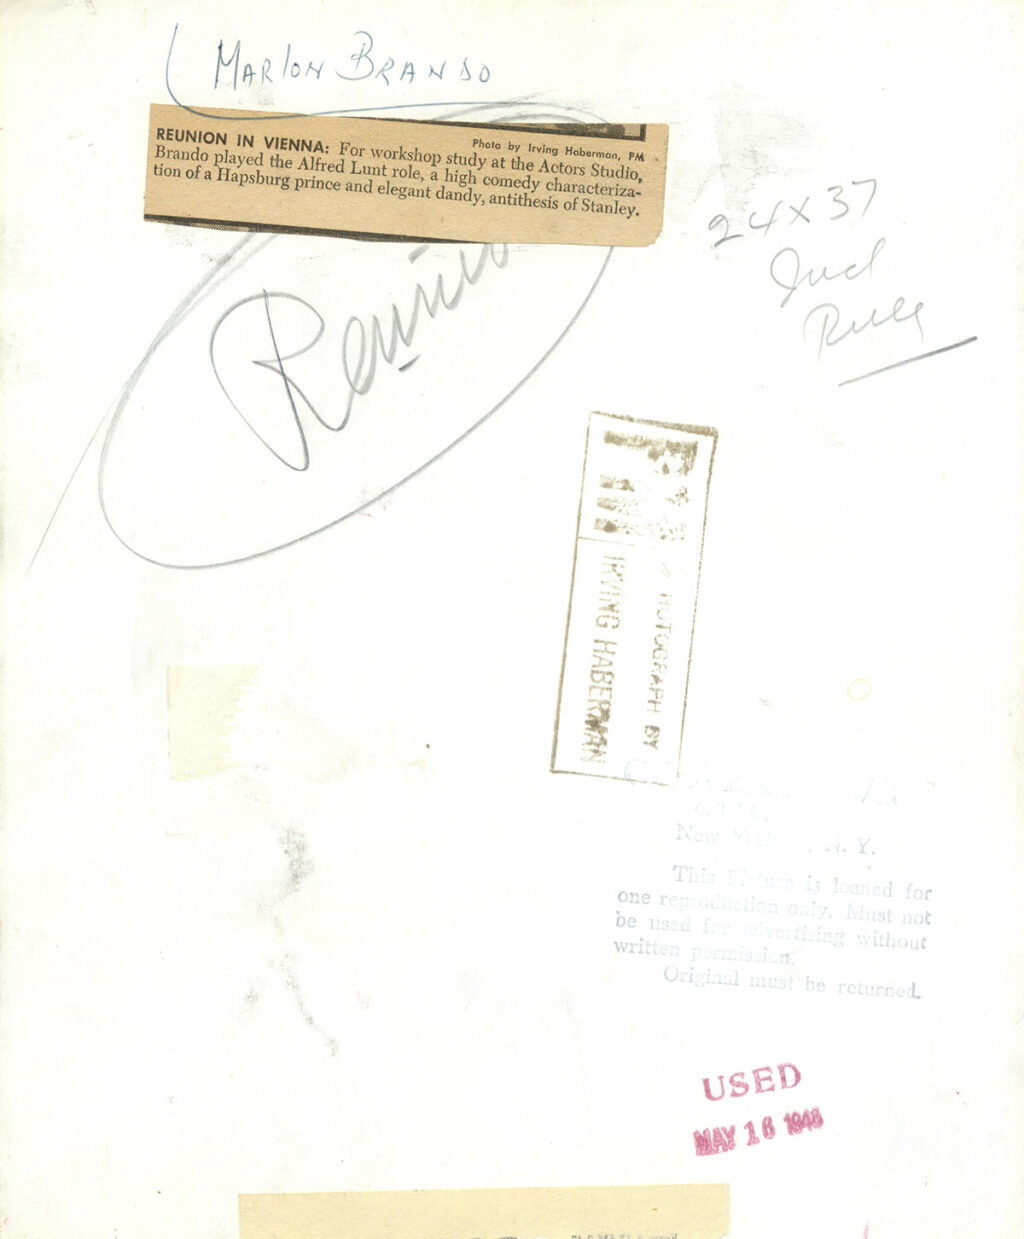 MARLON BRANDO
REUNION IN VIENNA: For workshop study at the Actors Studio,
Photo by Irving Haberman, PM
Brando played the Alfred Lunt role, a high comedy characteriza-
tion of a Hapsburg prince and elegant dandy, antithesis of Stanley.
24 X 37
Incl
Rule
Reunion
PHOTOGRAPH BY
IRVING HABERMAN
New York, N. Y.
This Picture is loaned for
one reproduction only. Must not
be used for advertising without
written permission.
Original must be returned.
USED
MAY 16 1948